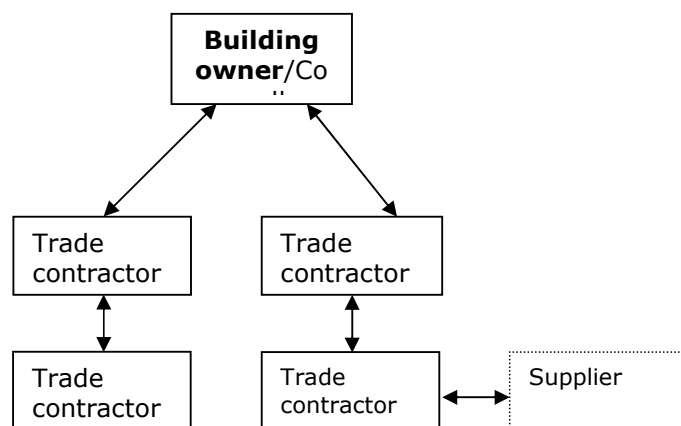 Building
owner/Co
Trade
contractor
Trade
contractor
Trade
contractor
Trade
contractor
Supplier